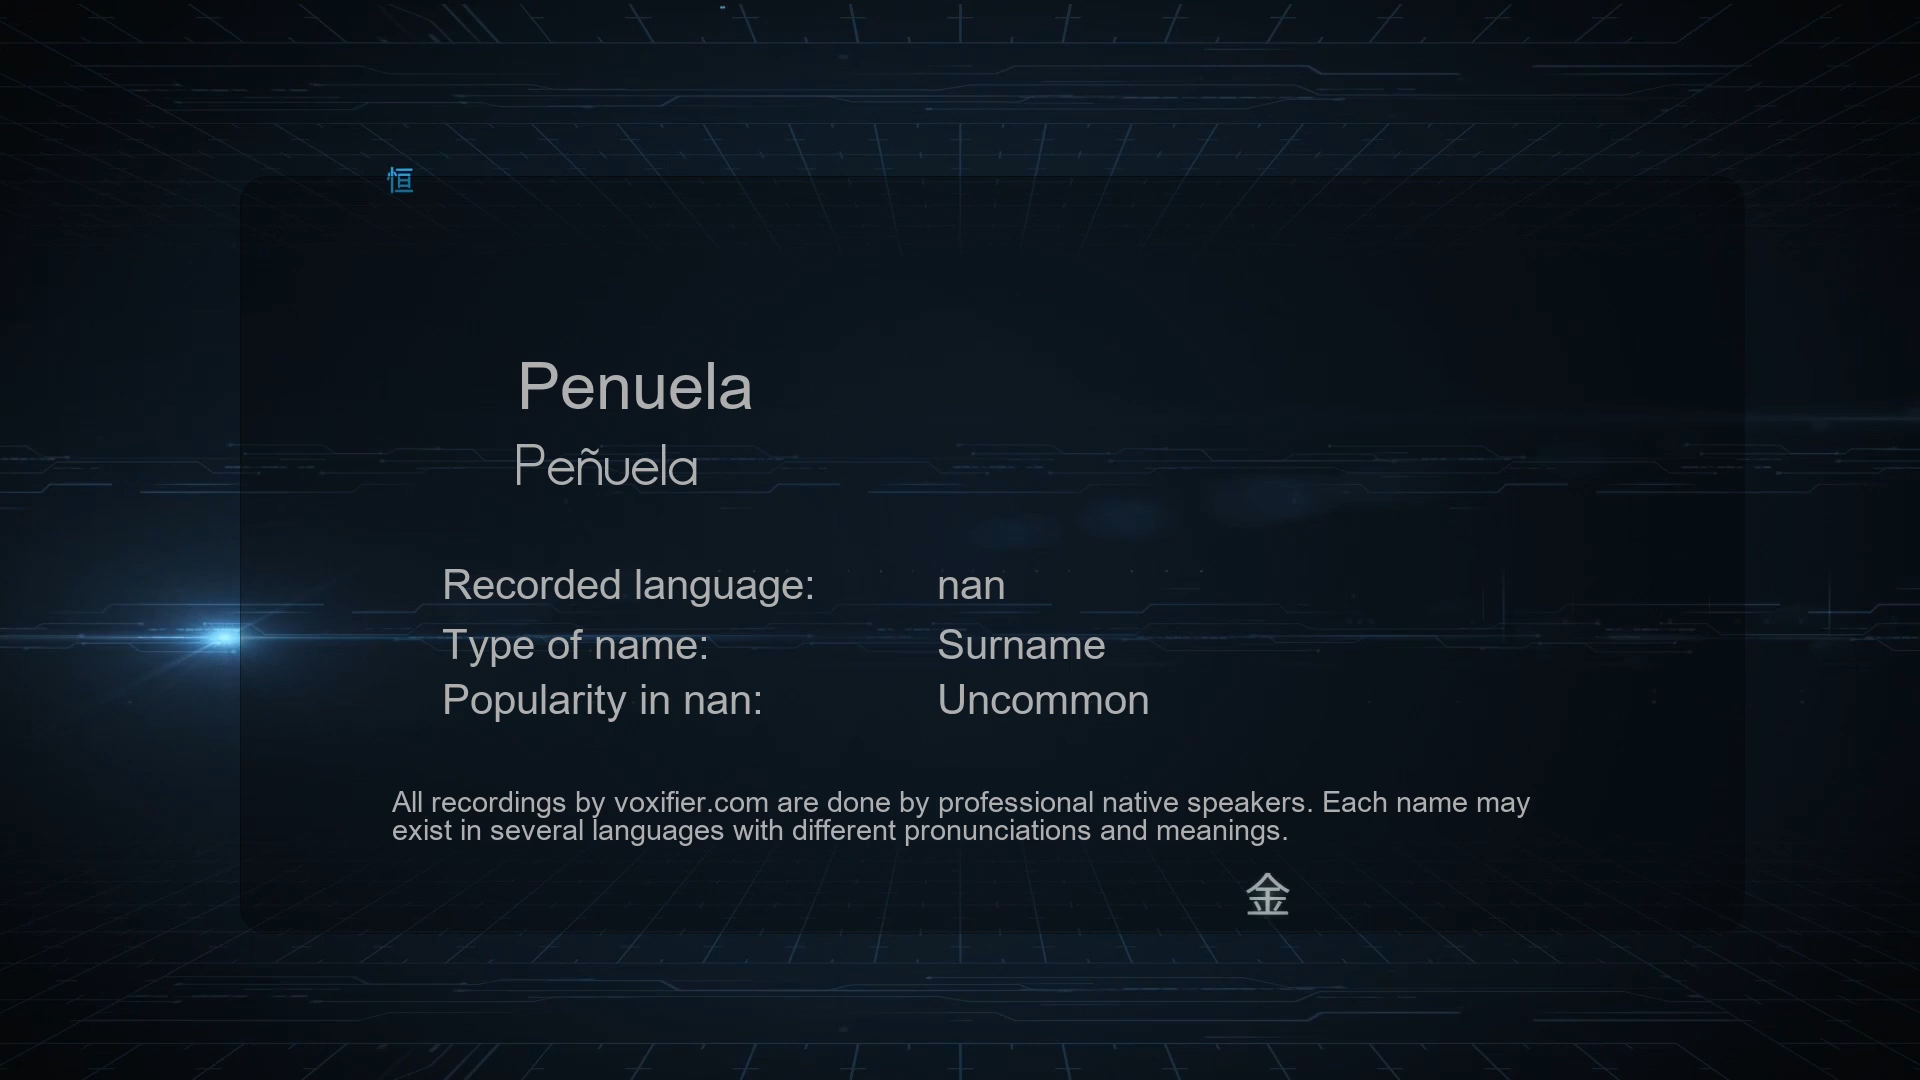 恒
Penuela
Peñuela
Recorded language: nan
Type of name: Surname
Popularity in nan: Uncommon
All recordings by voxifier.com are done by professional native speakers. Each name may
exist in several languages with different pronunciations and meanings.
金